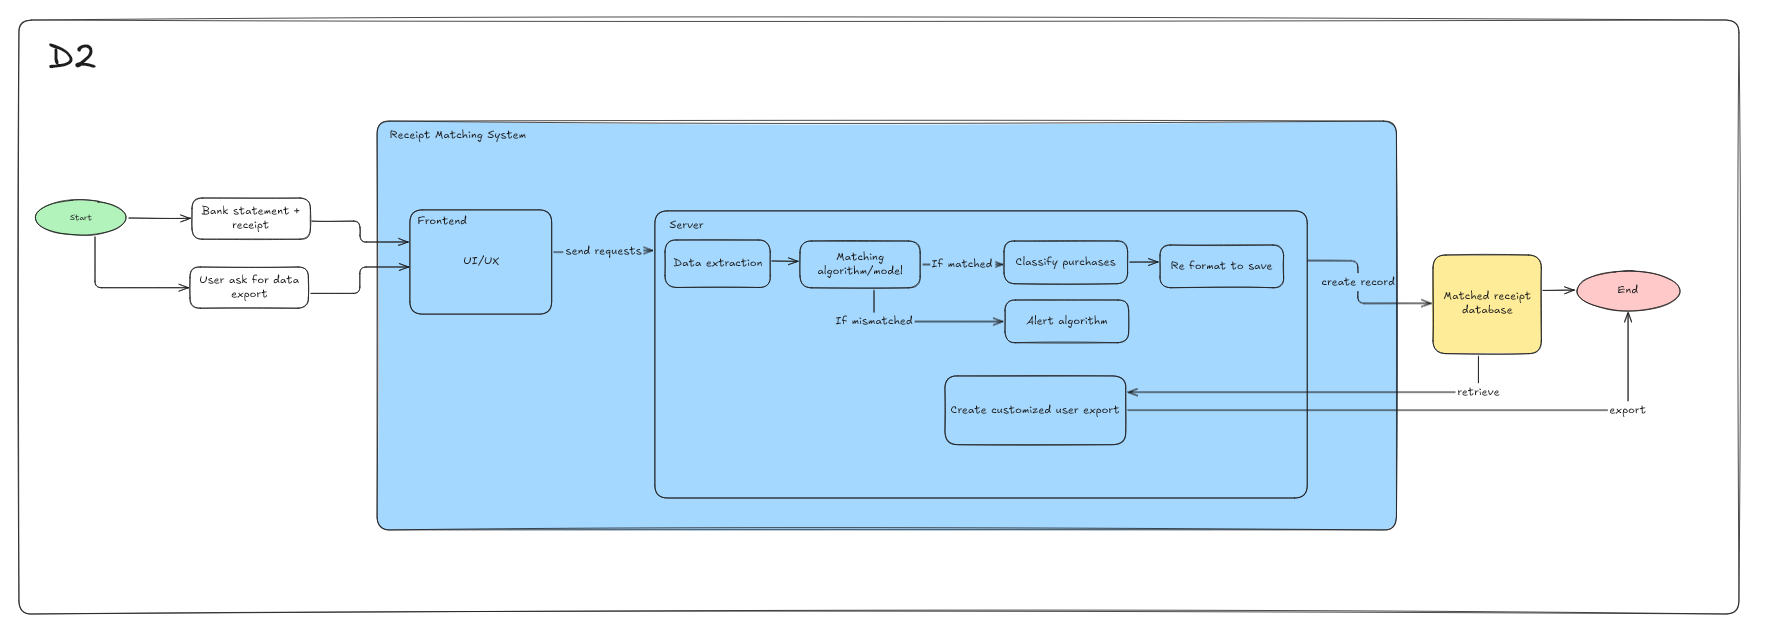 D2
Receipt Matching System
Start
Bank statement +
receipt
User ask for data
export
Frontend
UI/UX
send requests
Server
Data extraction
Matching
algorithm/model
If matched
Classify purchases
Re format to save
If mismatched
Alert algorithm
Create customized user export
create record
Matched receipt
database
End
retrieve
export